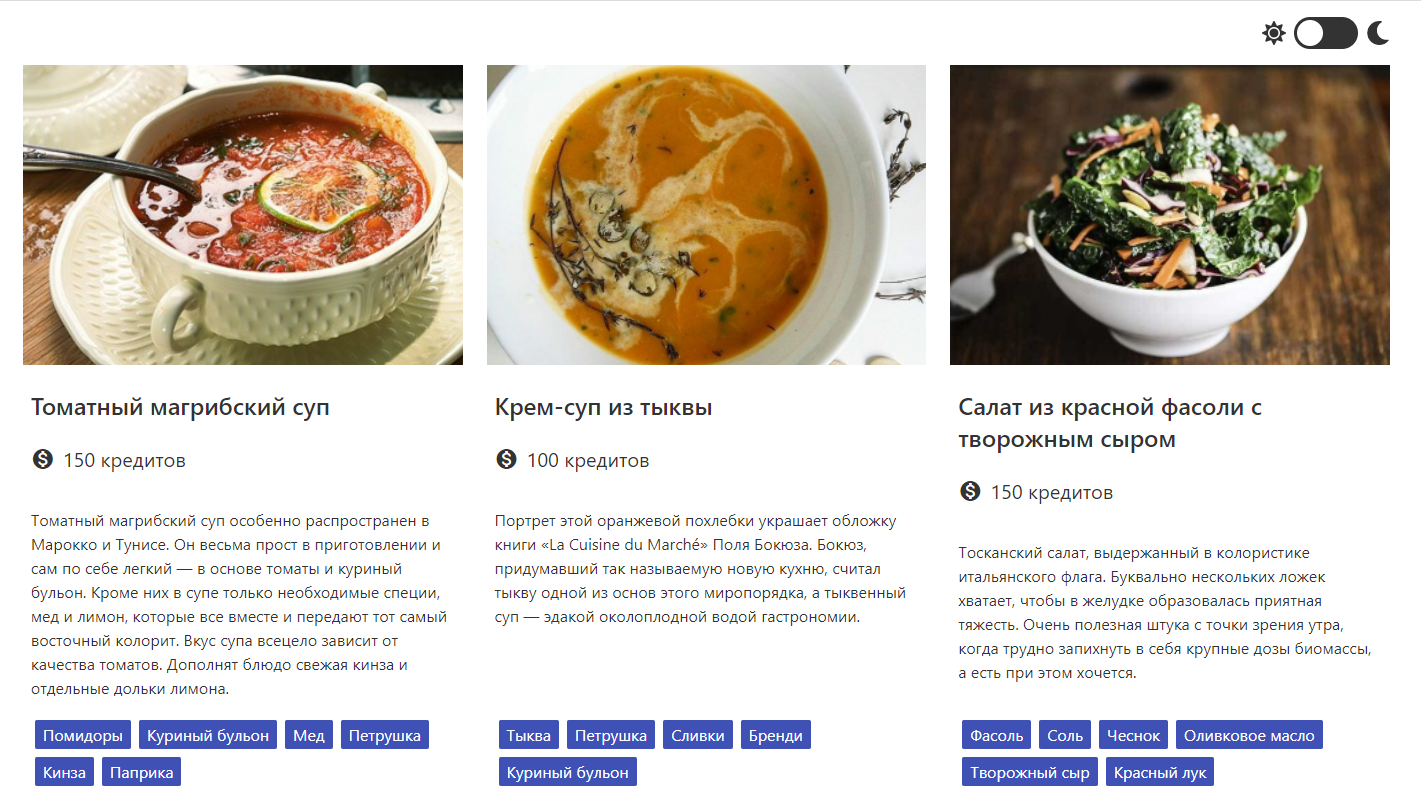 Томатный магрибский суп
150 кредитов
Томатный магрибский суп особенно распространен в
Марокко и Тунисе. Он весьма прост в приготовлении и
сам по себе легкий — в основе томаты и куриный
бульон. Кроме них в супе только необходимые специи,
мед и лимон, которые все вместе и передают тот самый
восточный колорит. Вкус супа всецело зависит от
качества томатов. Дополнят блюдо свежая кинза и
отдельные дольки лимона.
Помидоры Куриный бульон Мед Петрушка
Кинза Паприка
Крем-суп из тыквы
100 кредитов
Портрет этой оранжевой похлебки украшает обложку
книги «La Cuisine du Marché» Поля Бокюза. Бокюз,
придумавший так называемую новую кухню, считал
тыкву одной из основ этого миропорядка, а тыквенный
суп — эдакой околоплодной водой гастрономии.
Тыква Петрушка Сливки Бренди
Куриный бульон
Салат из красной фасоли с
творожным сыром
150 кредитов
Тосканский салат, выдержанный в колористике
итальянского флага. Буквально нескольких ложек
хватает, чтобы в желудке образовалась приятная
тяжесть. Очень полезная штука с точки зрения утра,
когда трудно запихнуть в себя крупные дозы биомассы,
а есть при этом хочется.
Фасоль Соль Чеснок Оливковое масло
Творожный сыр Красный лук